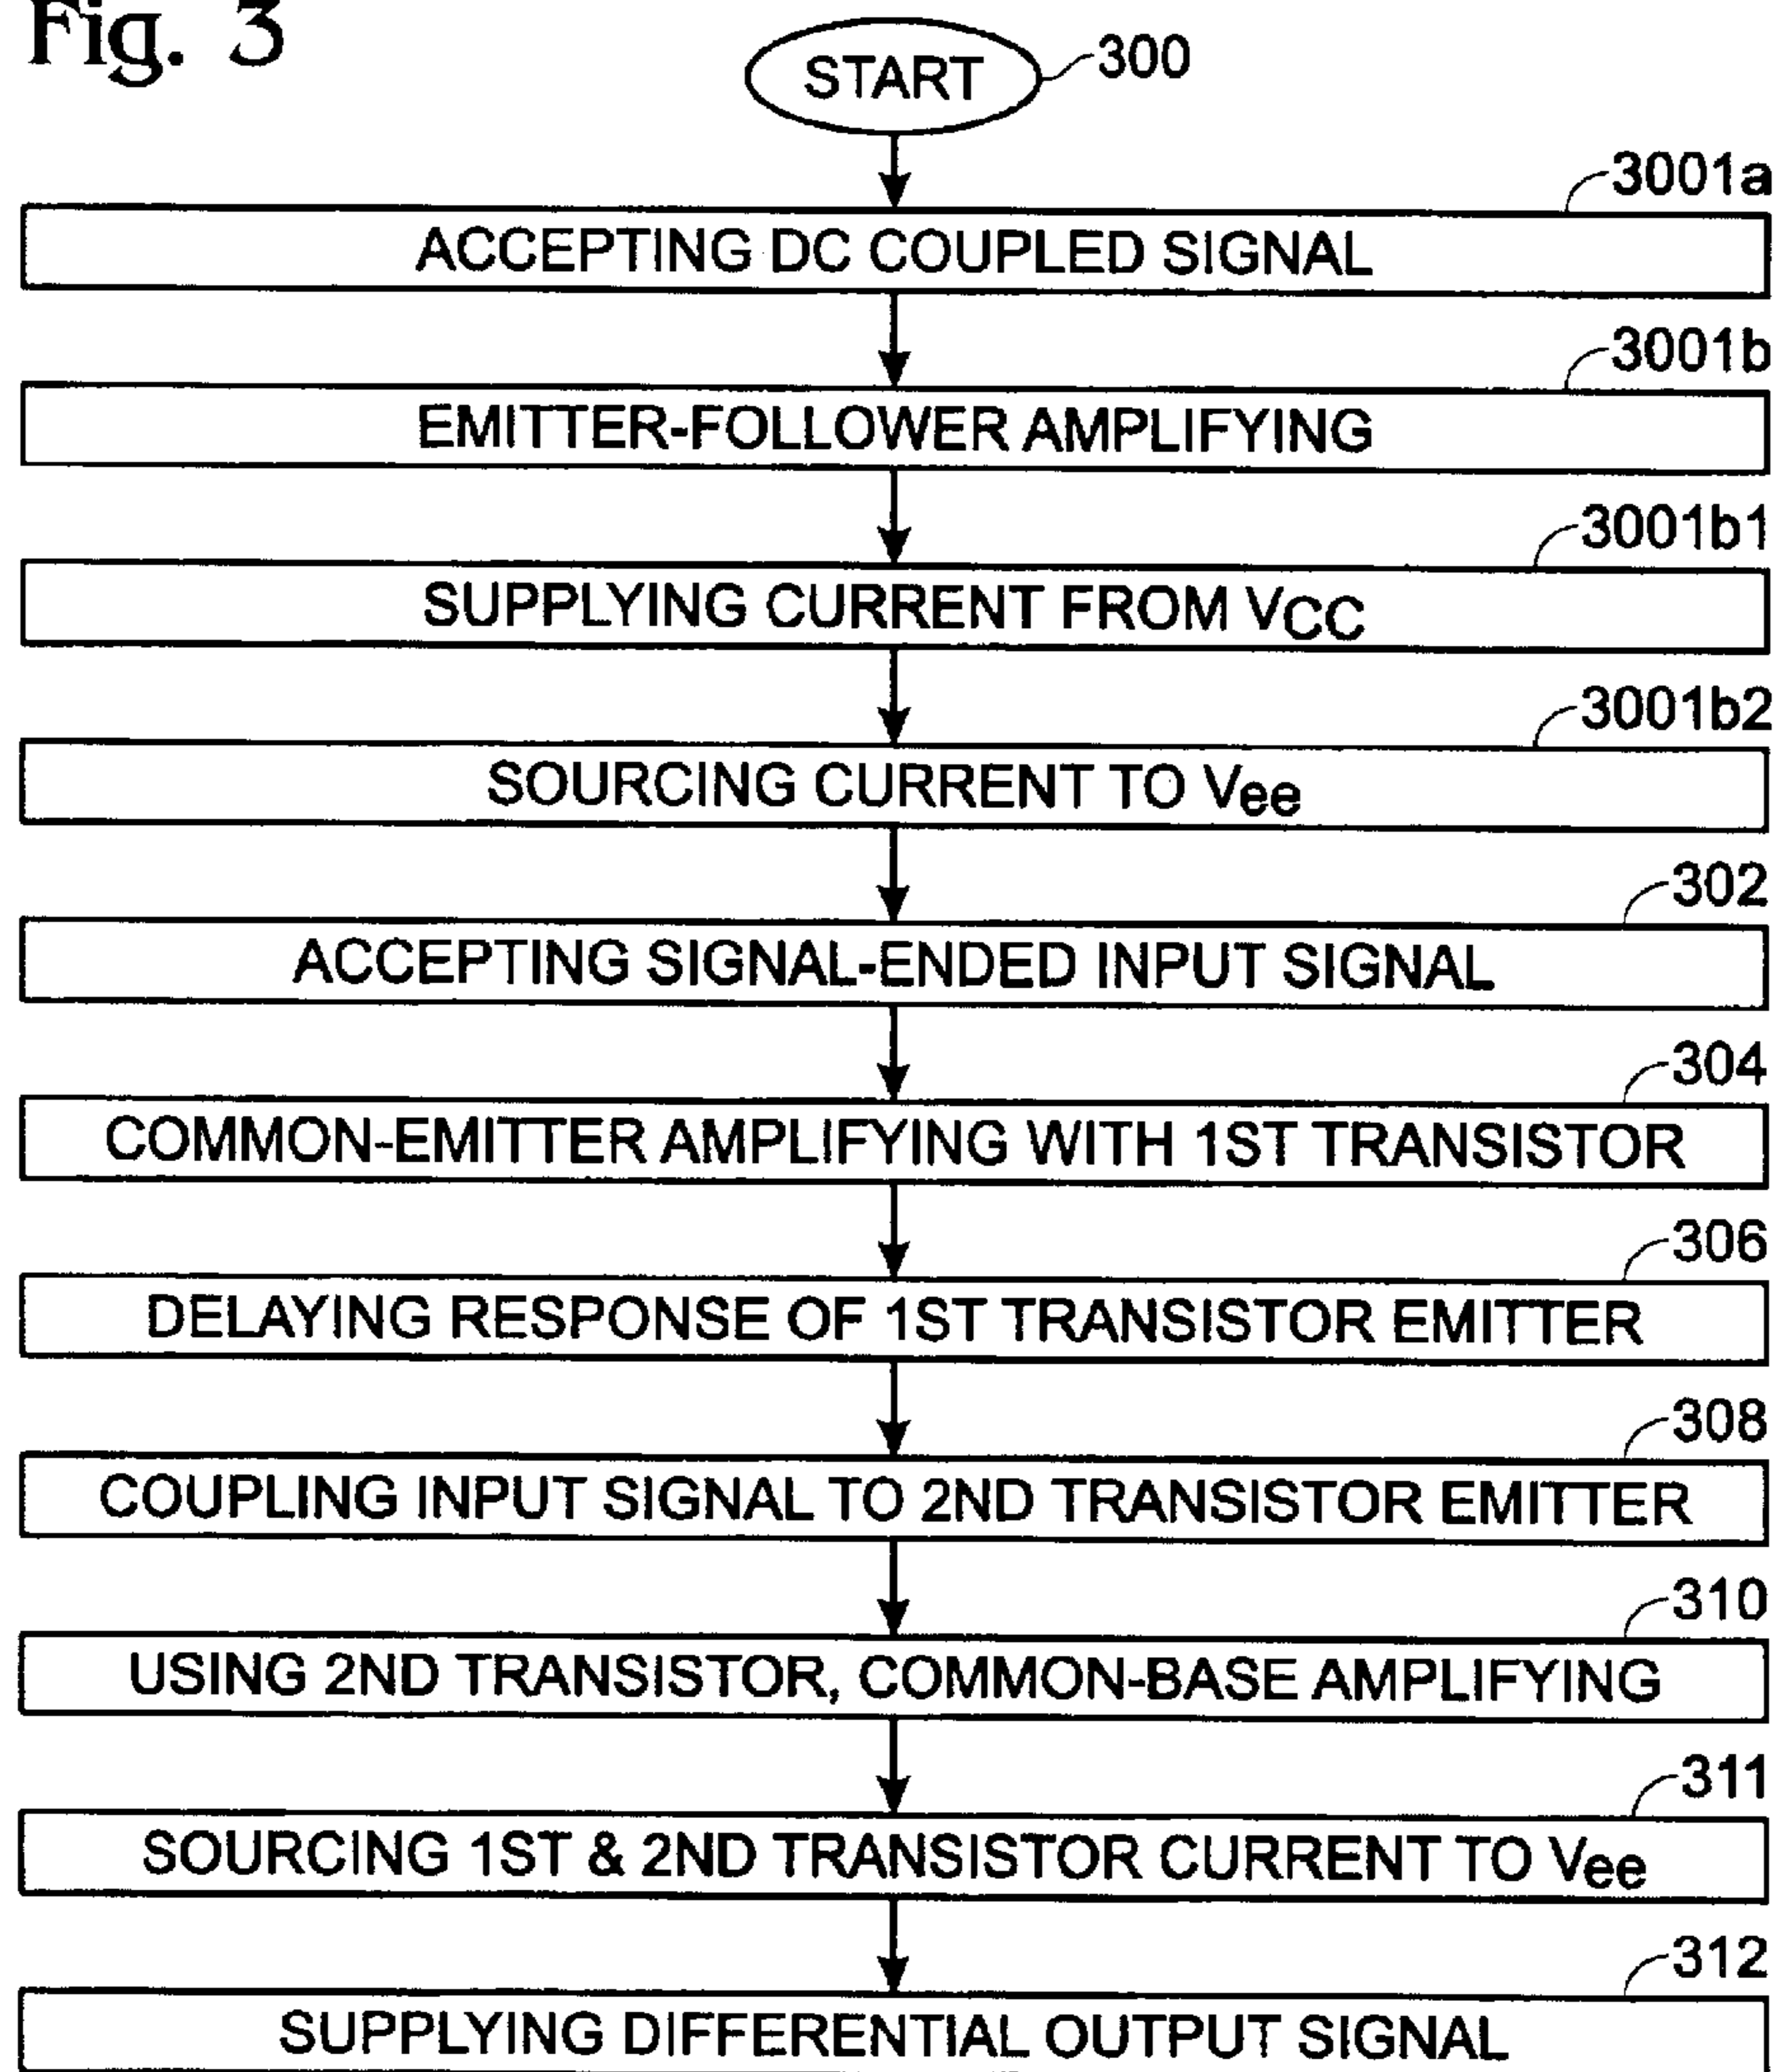 Fig. 3
START
300
3001a
ACCEPTING DC COUPLED SIGNAL
3001b
EMITTER-FOLLOWER AMPLIFYING
3001b1
SUPPLYING CURRENT FROM VCC
3001b2
SOURCING CURRENT TO Vee
302
ACCEPTING SIGNAL-ENDED INPUT SIGNAL
304
COMMON-EMITTER AMPLIFYING WITH 1ST TRANSISTOR
306
DELAYING RESPONSE OF 1ST TRANSISTOR EMITTER
308
COUPLING INPUT SIGNAL TO 2ND TRANSISTOR EMITTER
310
USING 2ND TRANSISTOR, COMMON-BASE AMPLIFYING
311
SOURCING 1ST & 2ND TRANSISTOR CURRENT TO Vee
312
SUPPLYING DIFFERENTIAL OUTPUT SIGNAL